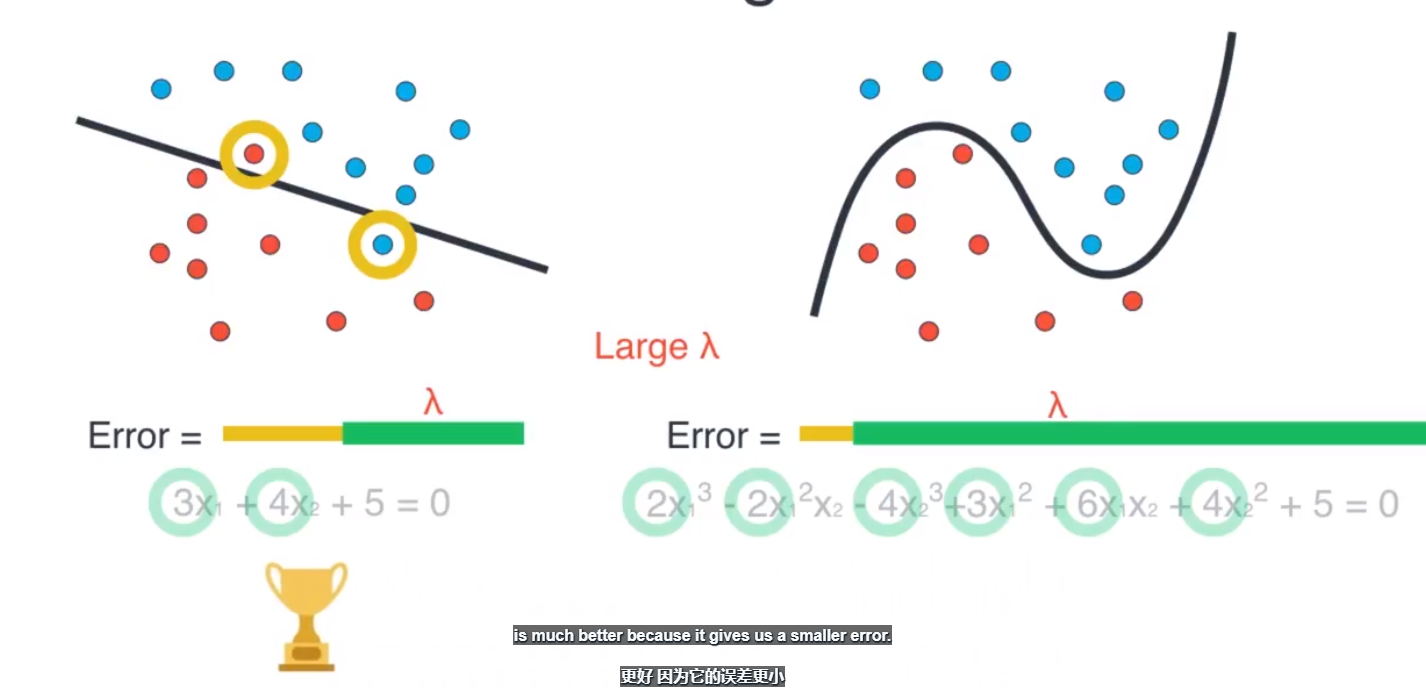 Large λ
λ
λ
Error =
Error =
3x₁ + 4x₂ + 5 = 0
2x₁³ - 2x₁²x₂ - 4x₂³+3x₁² + 6x₁x₂ + 4x₂² + 5 = 0
is much better because it gives us a smaller error.
更好 因为它的误差更小